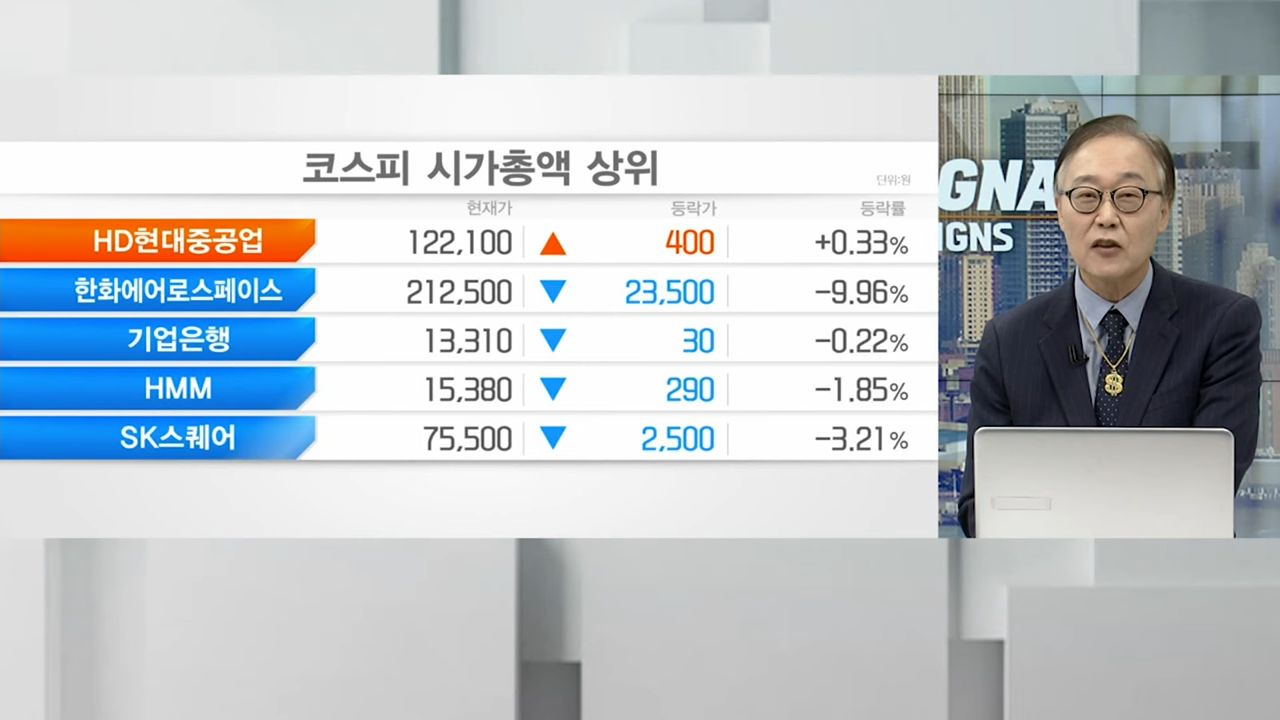 코스피 시가총액 상위
단위:원
현재가 등락가 등락률
HD현대중공업 122,100 ▲ 400 +0.33%
한화에어로스페이스 212,500 ▼ 23,500 -9.96%
기업은행 13,310 ▼ 30 -0.22%
HMM 15,380 ▼ 290 -1.85%
SK스퀘어 75,500 ▼ 2,500 -3.21%
GNA
IGNS